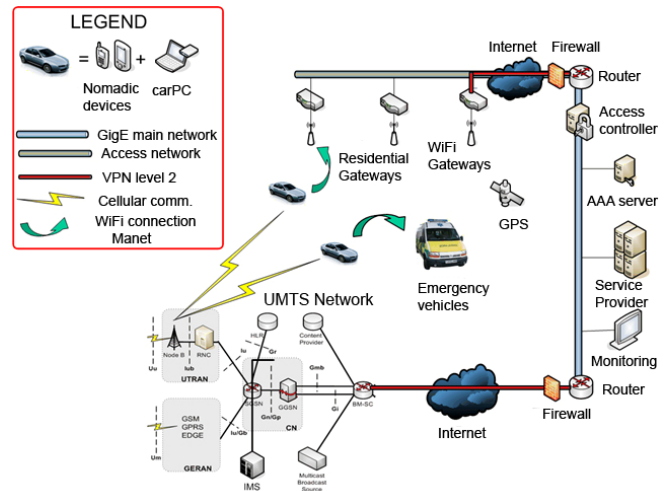 LEGEND
=
+
Nomadic
devices
carPC
GigE main network
Access network
VPN level 2
Cellular comm.
WiFi connection
Manet
Internet
Firewall
Router
Access
controller
Residential
Gateways
WiFi
Gateways
GPS
AAA server
Service
Provider
Monitoring
Emergency
vehicles
UMTS Network
HLR
Content
Provider
Node B
RNC
Uu
Iub
UTRAN
Iu
Gr
Gmb
SGSN
GGSN
BM-SC
Gn/Gp
Gi
CN
GSM
GPRS
EDGE
Iu/Gb
Um
GERAN
IMS
Multicast
Broadcast
Source
Internet
Firewall
Router